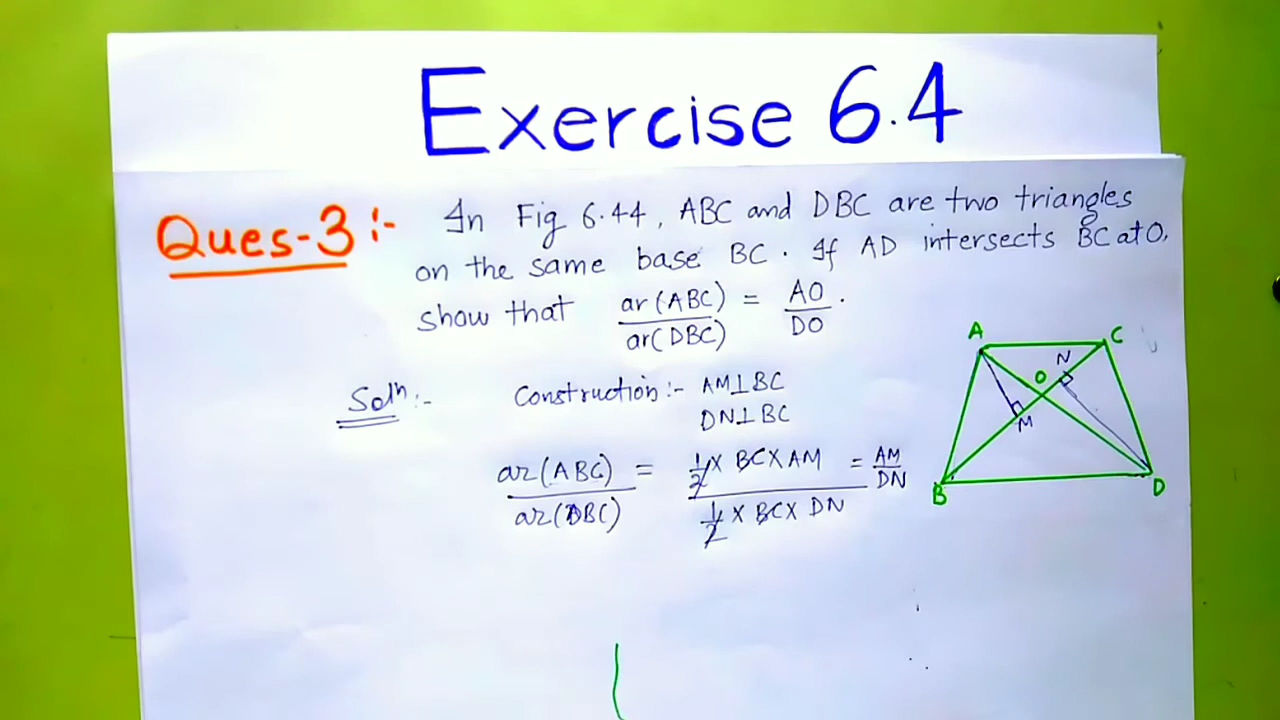 Exercise 6.4
Ques-3 :- In Fig 6.44, ABC and DBC are two triangles
on the same base BC. If AD intersects BC at O,
show that ar(ABC)/ar(DBC) = AO/DO.
Soln :- Construction :- AM⊥BC
DN⊥BC
ar(ABC)/ar(DBC) = 1/2 × BC × AM / 1/2 × BC × DN = AM/DN
A C
N
O
M
B D